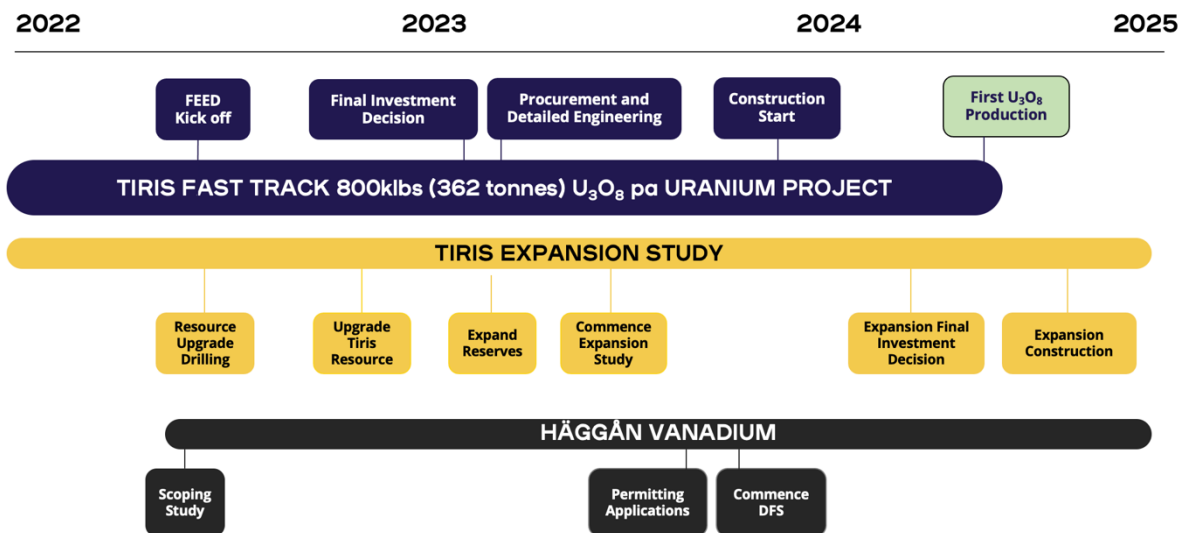 2022 2023 2024 2025
FEED
Kick off
Final Investment
Decision
Procurement and
Detailed Engineering
Construction
Start
First U₃O₈
Production
TIRIS FAST TRACK 800klbs (362 tonnes) U₃O₈ pa URANIUM PROJECT
TIRIS EXPANSION STUDY
Resource
Upgrade
Drilling
Upgrade
Tiris
Resource
Expand
Reserves
Commence
Expansion
Study
Expansion Final
Investment
Decision
Expansion
Construction
HÄGGÅN VANADIUM
Scoping
Study
Permitting
Applications
Commence
DFS